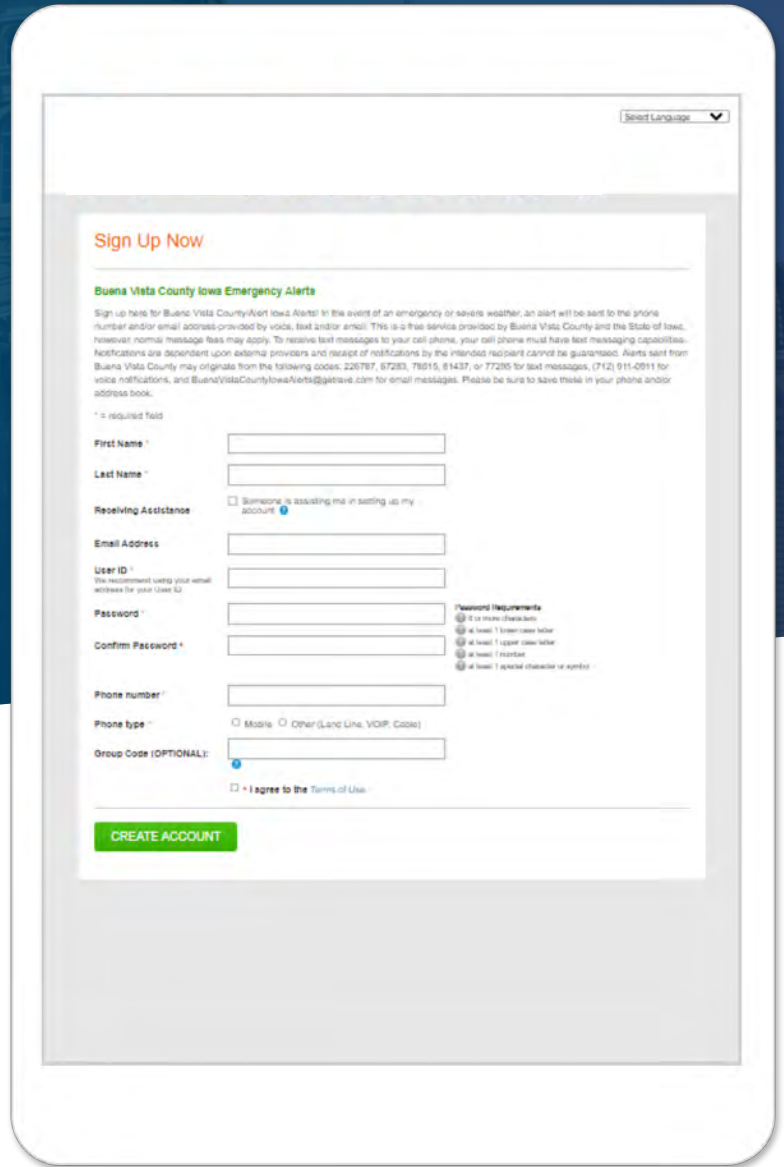 Select Language
Sign Up Now
Buena Vista County Iowa Emergency Alerts
Sign up here for Buena Vista County Alert Iowa Alerts! In the event of an emergency or severe weather, an alert will be sent to the phone
number and/or email address provided by voice, text and/or email. This is a free service provided by Buena Vista County and the State of Iowa,
however, normal message fees may apply. To receive text messages to your cell phone, your cell phone must have text messaging capabilities.
Notifications are dependent upon external providers and receipt of notifications by the intended recipient cannot be guaranteed. Alerts sent from
Buena Vista County may originate from the following codes: 226787, 67283, 78015, 81437, or 77295 for text messages, (712) for
voice notifications, and BuenaVistaCountyIowaAlerts@getrave.com for email messages. Please be sure to save these in your phone and/or
address book.
* = required field
First Name *
Last Name *
Receiving Assistance
Someone is assisting me in setting up my
account ?
Email Address
User ID *
We recommend using your email
address for your User ID
Password *
Confirm Password *
Password Requirements
or more characters
at least 1 lower case letter
at least 1 upper case letter
at least 1 number
at least 1 special character or symbol
Phone number *
Phone type *
Mobile Other (Land Line, VOIP, Cable)
Group Code (OPTIONAL):
?
* I agree to the Terms of Use
CREATE ACCOUNT